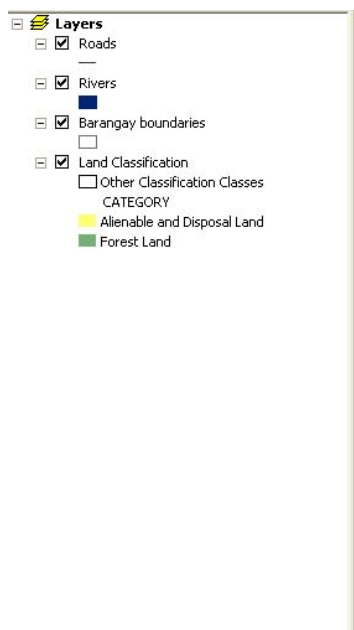 Layers
Roads
Rivers
Barangay boundaries
Land Classification
Other Classification Classes
CATEGORY
Alienable and Disposal Land
Forest Land